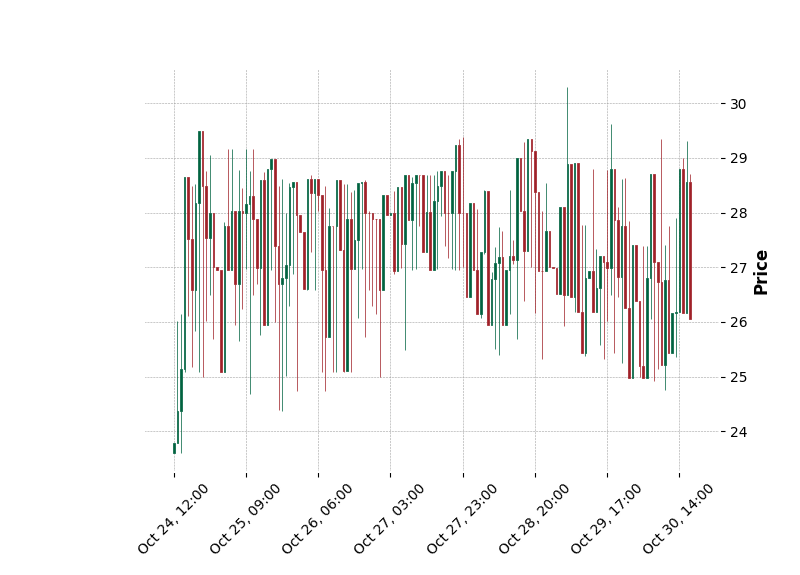 30
29
28
27
26
25
24
Price
Oct 24, 12:00
Oct 25, 09:00
Oct 26, 06:00
Oct 27, 03:00
Oct 27, 23:00
Oct 28, 20:00
Oct 29, 17:00
Oct 30, 14:00